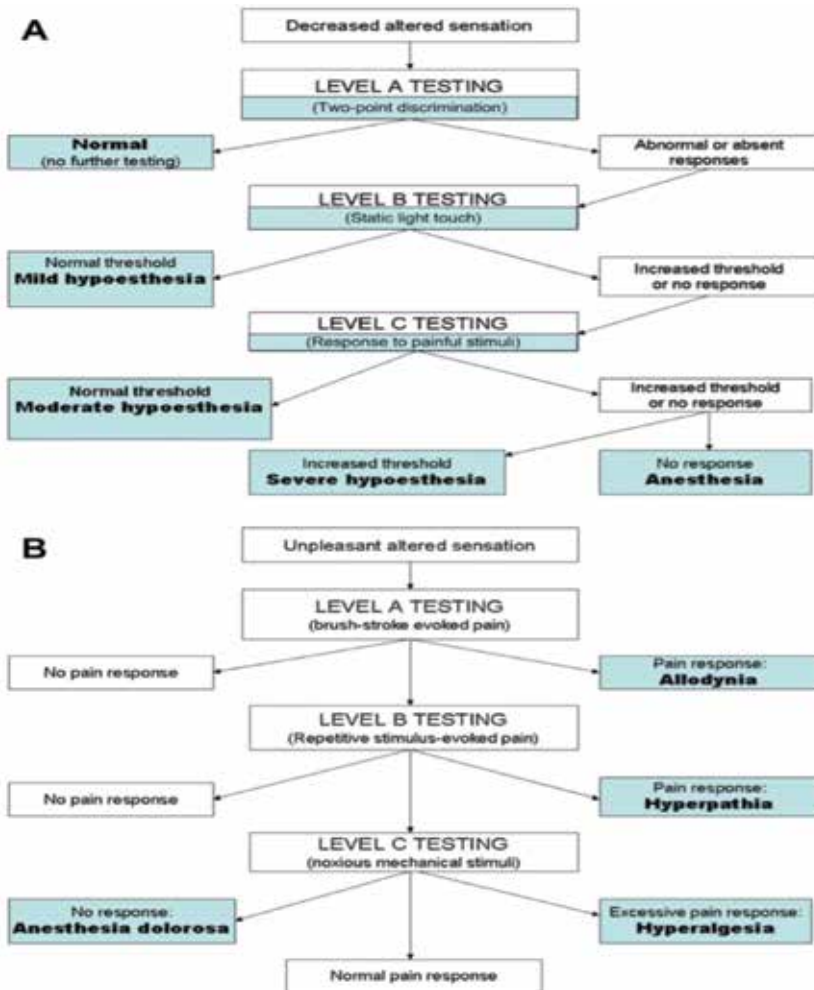 A
Decreased altered sensation
LEVEL A TESTING
(Two-point discrimination)
Normal
(no further testing)
Abnormal or absent
responses
LEVEL B TESTING
(Static light touch)
Normal threshold
Mild hypoesthesia
Increased threshold
or no response
LEVEL C TESTING
(Response to painful stimuli)
Normal threshold
Moderate hypoesthesia
Increased threshold
or no response
Increased threshold
Severe hypoesthesia
No response
Anesthesia
B
Unpleasant altered sensation
LEVEL A TESTING
(brush-stroke evoked pain)
No pain response
Pain response:
Allodynia
LEVEL B TESTING
(Repetitive stimulus-evoked pain)
No pain response
Pain response:
Hyperpathia
LEVEL C TESTING
(noxious mechanical stimuli)
No response:
Anesthesia dolorosa
Excessive pain response:
Hyperalgesia
Normal pain response